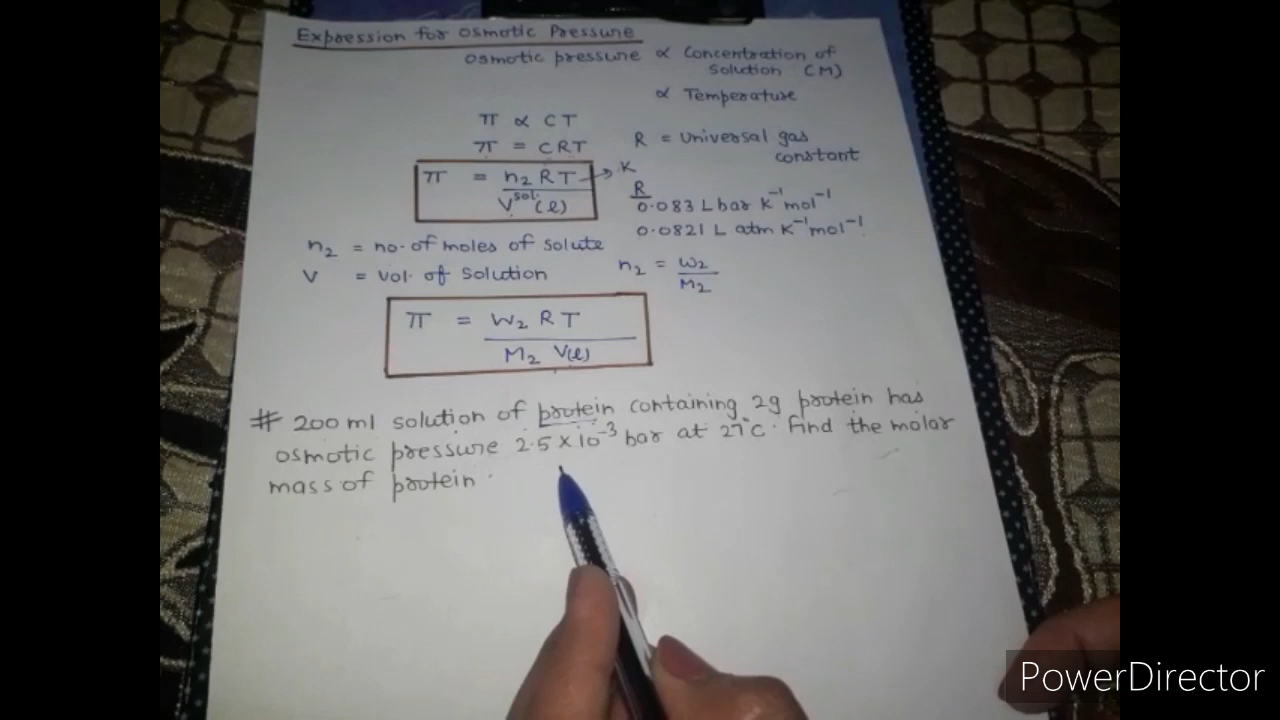 Expression for Osmotic Pressure
Osmotic pressure ∝ Concentration of
Solution (M)
∝ Temperature
π ∝ CT
π = CRT
R = Universal gas
constant
π = n₂ R T → K
V sol. (l)
R
0.083 L bar K⁻¹ mol⁻¹
0.0821 L atm K⁻¹ mol⁻¹
n₂ = no. of moles of solute
V = Vol. of Solution
n₂ = W₂
M₂
π = W₂ R T
M₂ V(l)
# 200 ml solution of protein containing 2g protein has
osmotic pressure 2.5 × 10⁻³ bar at 27°C. Find the molar
mass of protein.
PowerDirector